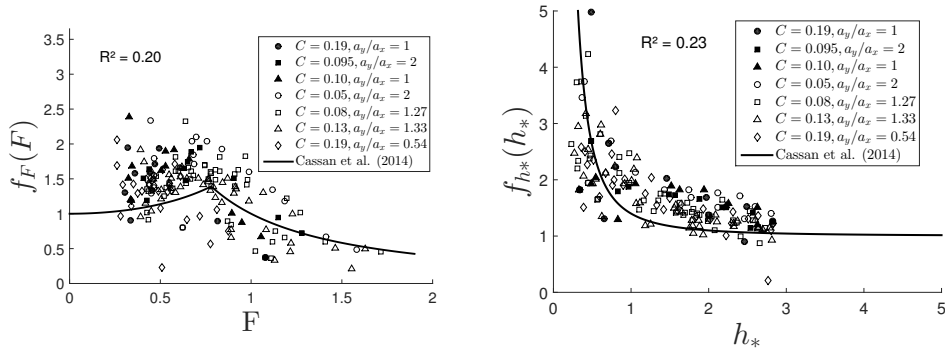 f_F(F)
3.5
3
2.5
2
1.5
1
0.5
0
0 0.5 1 1.5 2
F
R² = 0.20
C = 0.19, a_y/a_x = 1
C = 0.095, a_y/a_x = 2
C = 0.10, a_y/a_x = 1
C = 0.05, a_y/a_x = 2
C = 0.08, a_y/a_x = 1.27
C = 0.13, a_y/a_x = 1.33
C = 0.19, a_y/a_x = 0.54
Cassan et al. (2014)
f_{h*}(h_*)
5
4
3
2
1
0
0 1 2 3 4 5
h_*
R² = 0.23
C = 0.19, a_y/a_x = 1
C = 0.095, a_y/a_x = 2
C = 0.10, a_y/a_x = 1
C = 0.05, a_y/a_x = 2
C = 0.08, a_y/a_x = 1.27
C = 0.13, a_y/a_x = 1.33
C = 0.19, a_y/a_x = 0.54
Cassan et al. (2014)